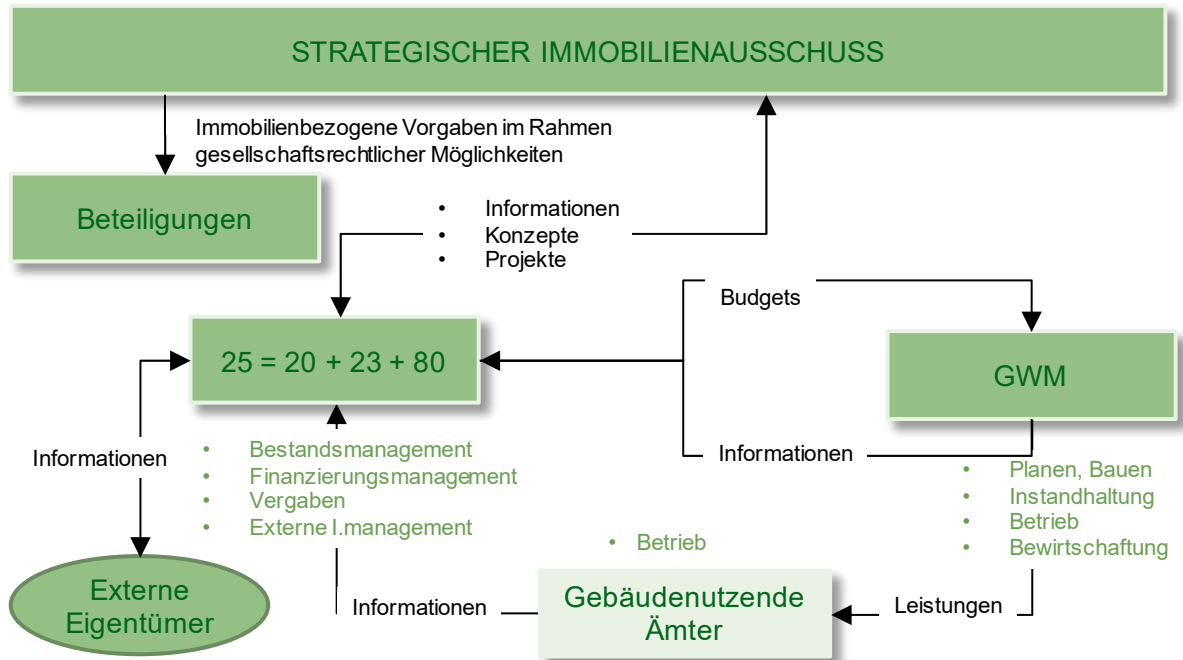 STRATEGISCHER IMMOBILIENAUSSCHUSS
Immobilienbezogene Vorgaben im Rahmen
gesellschaftsrechtlicher Möglichkeiten
Beteiligungen
• Informationen
• Konzepte
• Projekte
Budgets
25 = 20 + 23 + 80
GWM
Informationen
• Bestandsmanagement
• Finanzierungsmanagement
• Vergaben
• Externe I.management
Informationen
• Planen, Bauen
• Instandhaltung
• Betrieb
• Bewirtschaftung
• Betrieb
Externe
Eigentümer
Informationen
Gebäudenutzende
Ämter
Leistungen